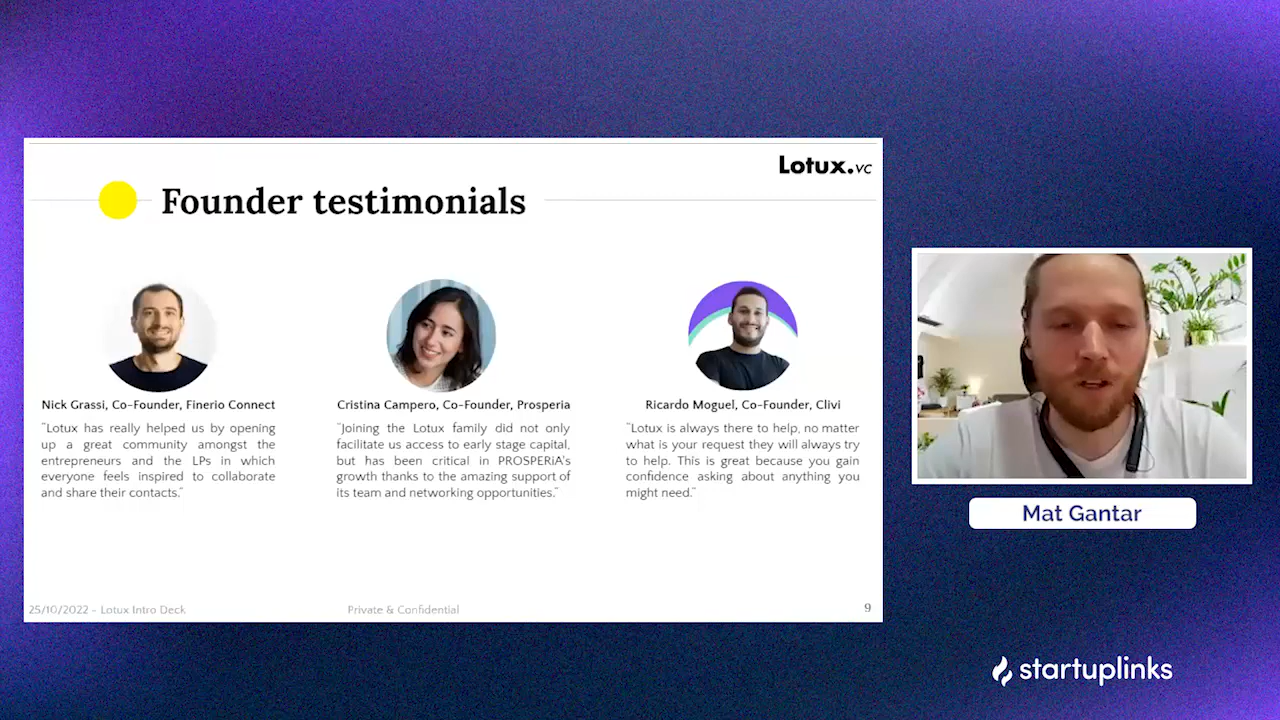 Lotux.vc
Founder testimonials
Nick Grassi, Co-Founder, Finerio Connect
"Lotux has really helped us by opening
up a great community amongst the
entrepreneurs and the LPs in which
everyone feels inspired to collaborate
and share their contacts."
Cristina Campero, Co-Founder, Prosperia
"Joining the Lotux family did not only
facilitate us access to early stage capital,
but has been critical in PROSPERiA's
growth thanks to the amazing support of
its team and networking opportunities."
Ricardo Moguel, Co-Founder, Clivi
"Lotux is always there to help, no matter
what is your request they will always try
to help. This is great because you gain
confidence asking about anything you
might need."
25/10/2022 - Lotux Intro Deck
Private & Confidential
9
Mat Gantar
startuplinks